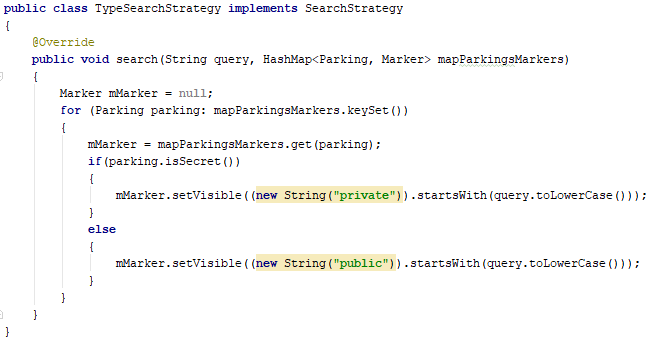 public class TypeSearchStrategy implements SearchStrategy
{
    @Override
    public void search(String query, HashMap<Parking, Marker> mapParkingsMarkers)
    {
        Marker mMarker = null;
        for (Parking parking: mapParkingsMarkers.keySet())
        {
            mMarker = mapParkingsMarkers.get(parking);
            if(parking.isSecret())
            {
                mMarker.setVisible((new String("private")).startsWith(query.toLowerCase()));
            }
            else
            {
                mMarker.setVisible((new String("public")).startsWith(query.toLowerCase()));
            }
        }
    }
}